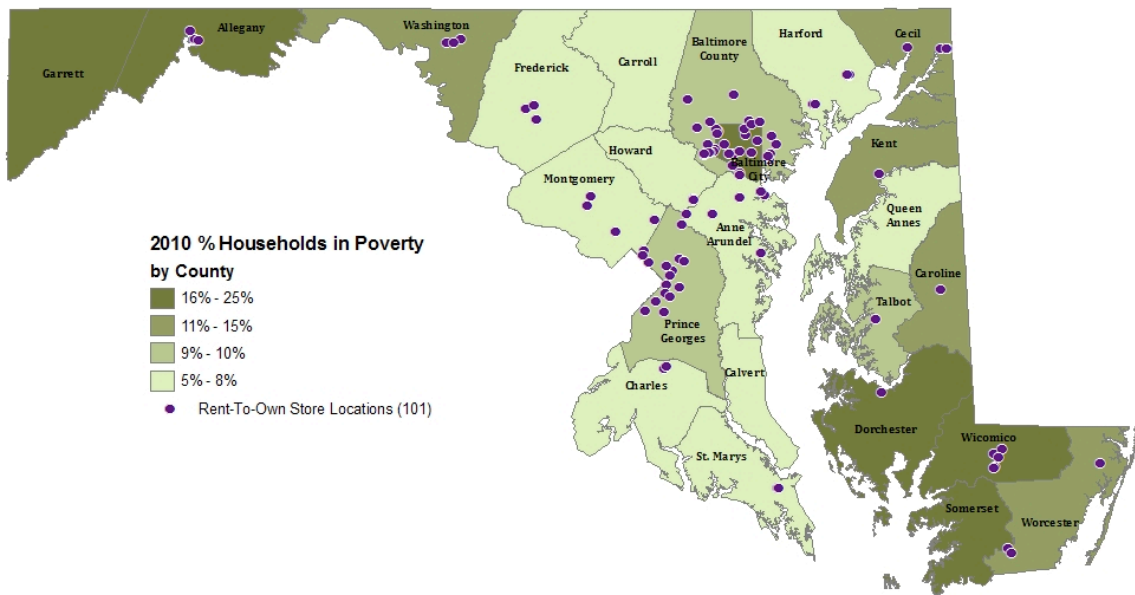 Garrett
Allegany
Washington
Frederick
Carroll
Baltimore
County
Harford
Cecil
Howard
Montgomery
Baltimore
City
Kent
Queen
Annes
Anne
Arundel
Caroline
Talbot
Prince
Georges
Calvert
Charles
St. Marys
Dorchester
Wicomico
Somerset
Worcester
2010 % Households in Poverty
by County
16% - 25%
11% - 15%
9% - 10%
5% - 8%
Rent-To-Own Store Locations (101)